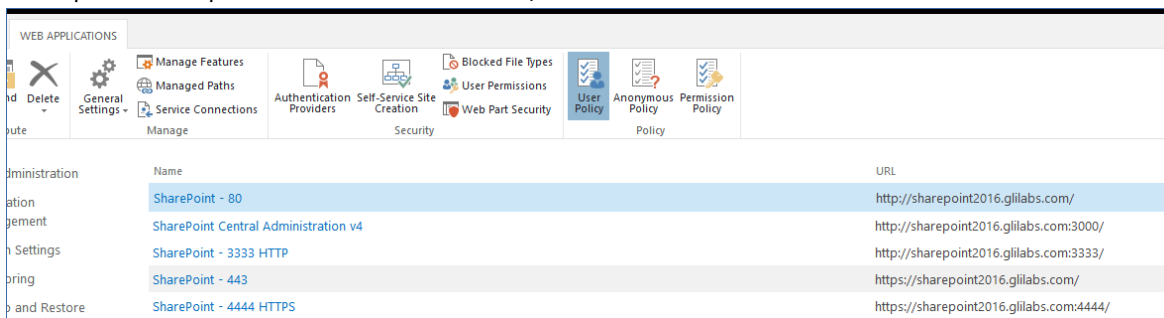 WEB APPLICATIONS
Delete
General Settings
Manage Features
Managed Paths
Service Connections
Manage
Authentication Providers
Self-Service Site Creation
Blocked File Types
User Permissions
Web Part Security
Security
User Policy
Anonymous Policy
Permission Policy
Policy
Name URL
SharePoint - 80 http://sharepoint2016.glilabs.com/
SharePoint Central Administration v4 http://sharepoint2016.glilabs.com:3000/
Settings
SharePoint - 3333 HTTP http://sharepoint2016.glilabs.com:3333/
SharePoint - 443 https://sharepoint2016.glilabs.com/
and Restore
SharePoint - 4444 HTTPS https://sharepoint2016.glilabs.com:4444/